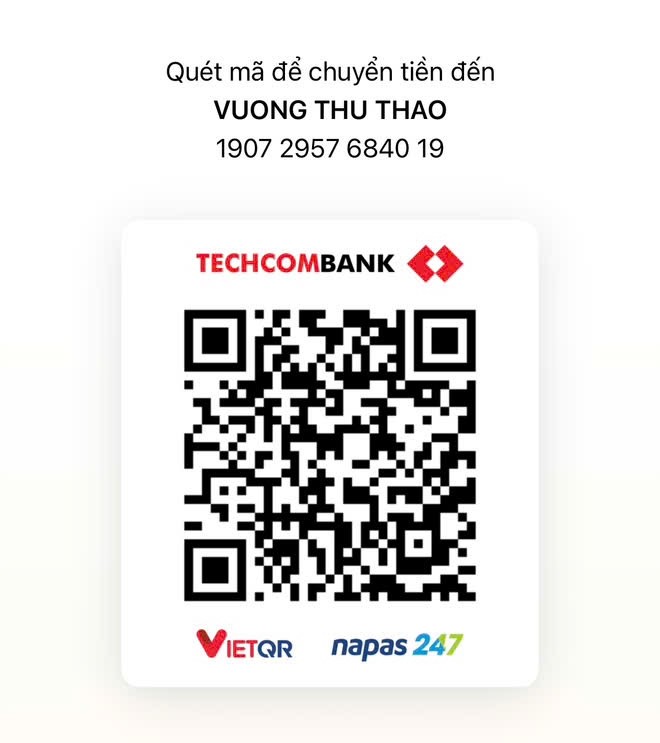 Quét mã để chuyển tiền đến
VUONG THU THAO
1907 2957 6840 19
TECHCOMBANK
VIETQR
napas 247